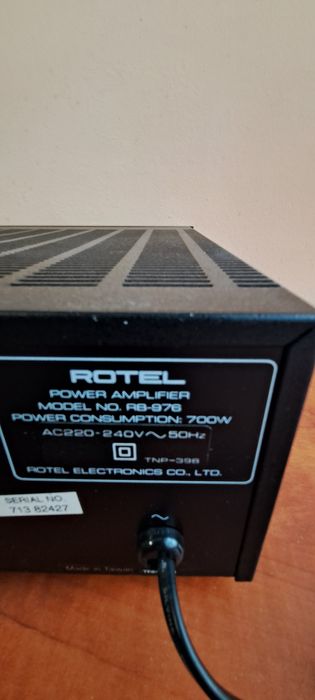 ROTEL
POWER AMPLIFIER
MODEL NO. RB-976
POWER CONSUMPTION: 700W
AC220-240V～50Hz
TNP-398
ROTEL ELECTRONICS CO., LTD.
SERIAL NO.
713 82427
～
Made in Taiwan